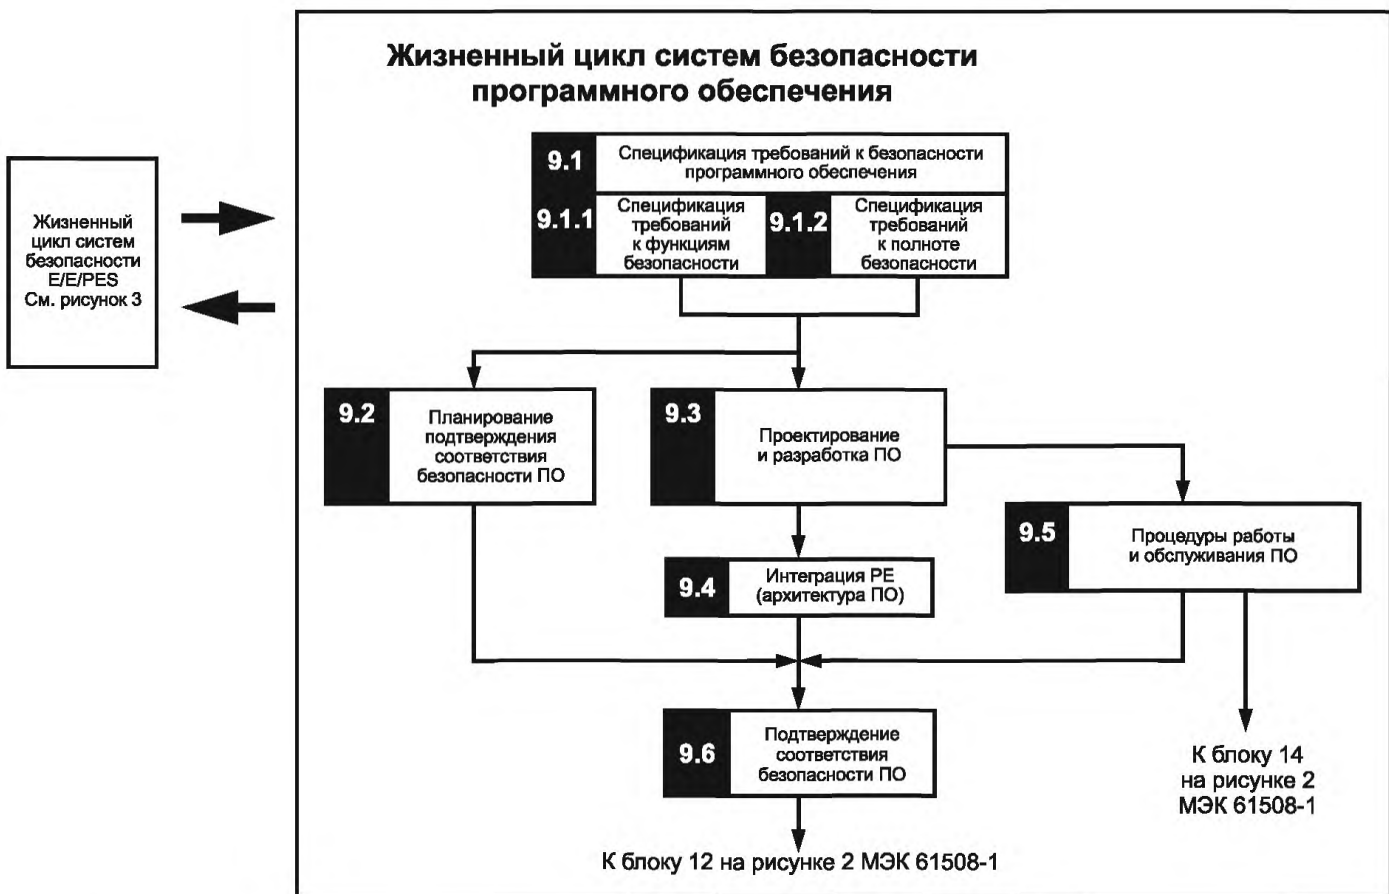 Жизненный цикл систем безопасности
программного обеспечения
Жизненный
цикл систем
безопасности
E/E/PES
См. рисунок 3
9.1
Спецификация требований к безопасности
программного обеспечения
9.1.1
Спецификация
требований
к функциям
безопасности
9.1.2
Спецификация
требований
к полноте
безопасности
9.2
Планирование
подтверждения
соответствия
безопасности ПО
9.3
Проектирование
и разработка ПО
9.5
Процедуры работы
и обслуживания ПО
9.4
Интеграция PE
(архитектура ПО)
9.6
Подтверждение
соответствия
безопасности ПО
К блоку 14
на рисунке 2
МЭК 61508-1
К блоку 12 на рисунке 2 МЭК 61508-1